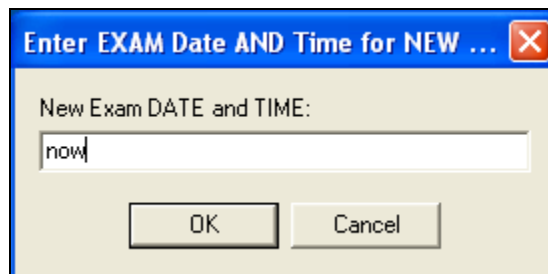 Enter EXAM Date AND Time for NEW ...
New Exam DATE and TIME:
now
OK Cancel